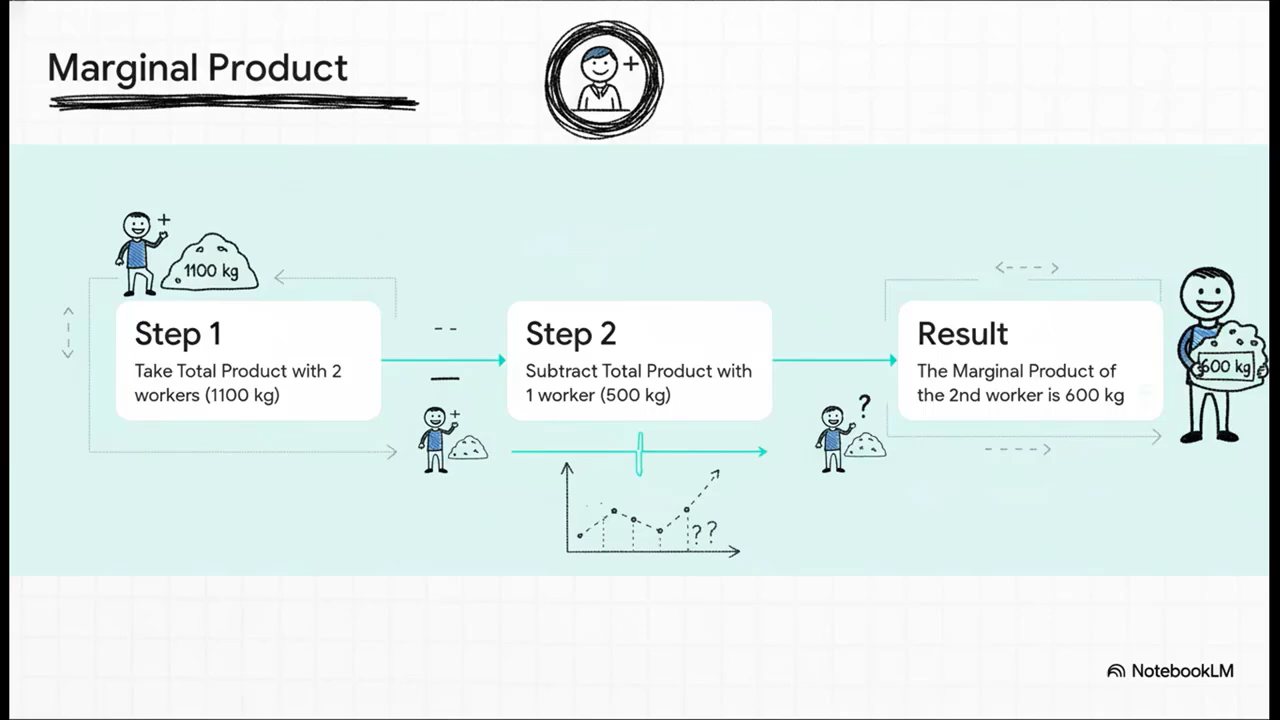 Marginal Product
+
+
1100 kg
Step 1
Take Total Product with 2
workers (1100 kg)
+
Step 2
Subtract Total Product with
1 worker (500 kg)
?
??
Result
The Marginal Product of
the 2nd worker is 600 kg
600 kg
NotebookLM